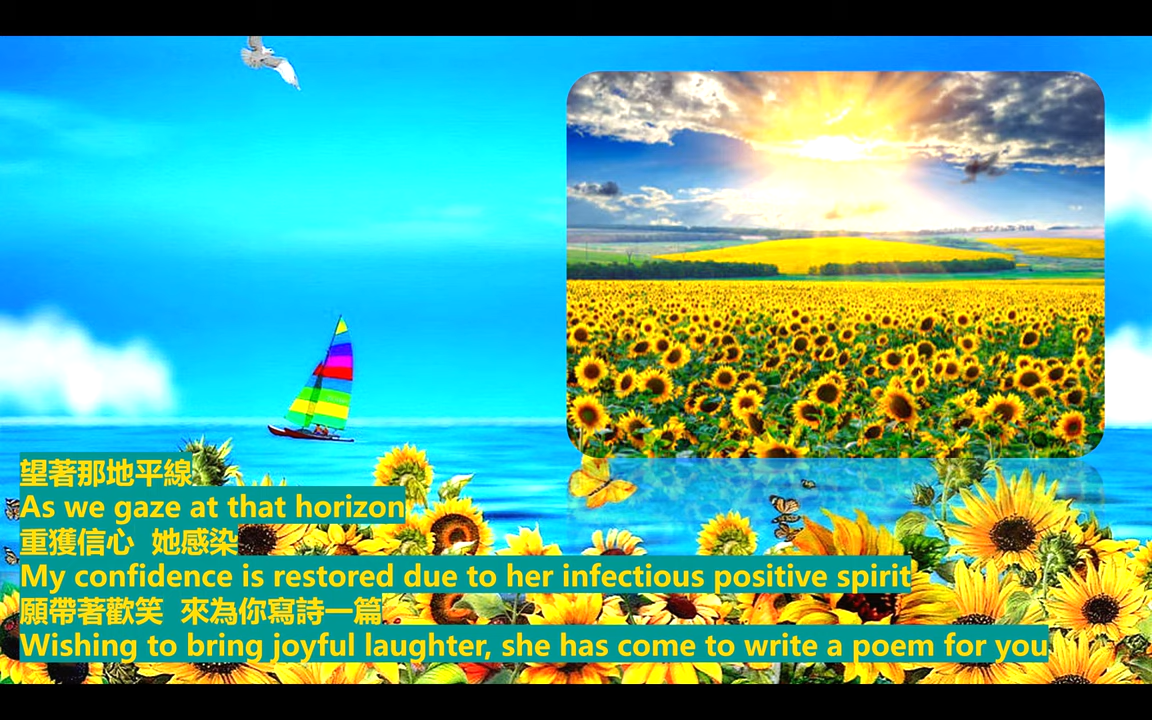 望著那地平線
As we gaze at that horizon
重獲信心 她感染
My confidence is restored due to her infectious positive spirit
願帶著歡笑 來為你寫詩一篇
Wishing to bring joyful laughter, she has come to write a poem for you